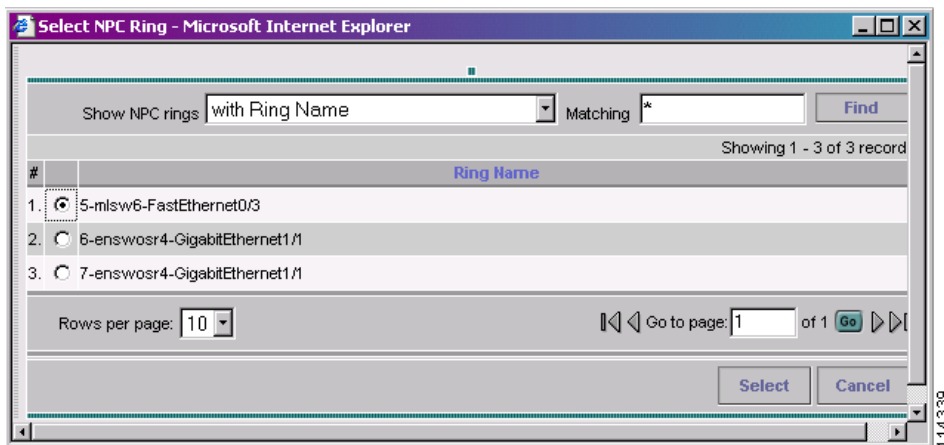 Select NPC Ring - Microsoft Internet Explorer
Show NPC rings with Ring Name Matching * Find
Showing 1 - 3 of 3 record
# Ring Name
1. 5-mlsw6-FastEthernet0/3
2. 6-enswosr4-GigabitEthernet1/1
3. 7-enswosr4-GigabitEthernet1/1
Rows per page: 10 Go to page: 1 of 1 Go
Select Cancel